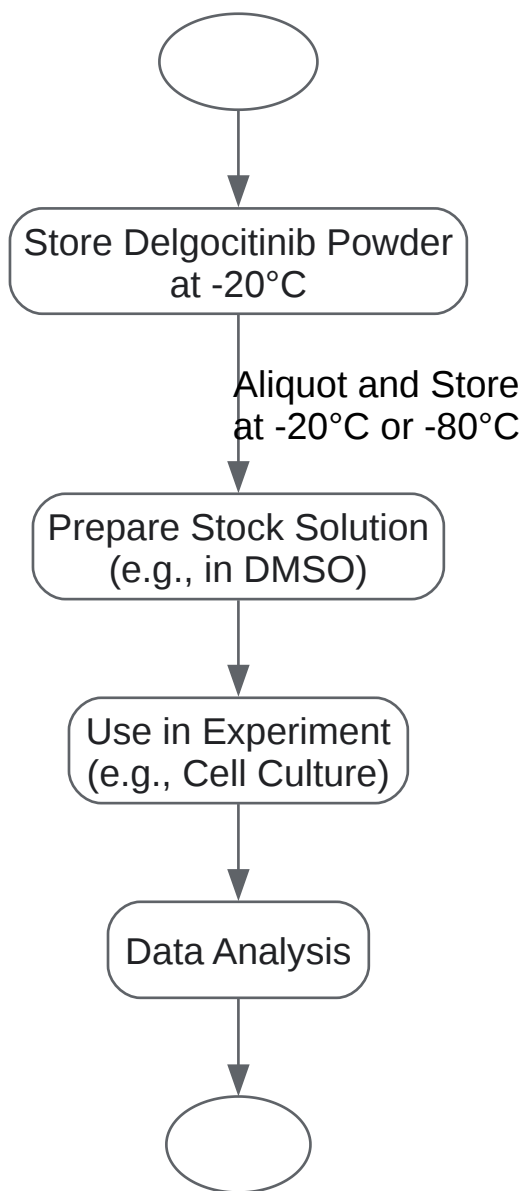 Store Delgocitinib Powder
at -20°C
Aliquot and Store
at -20°C or -80°C
Prepare Stock Solution
(e.g., in DMSO)
Use in Experiment
(e.g., Cell Culture)
Data Analysis